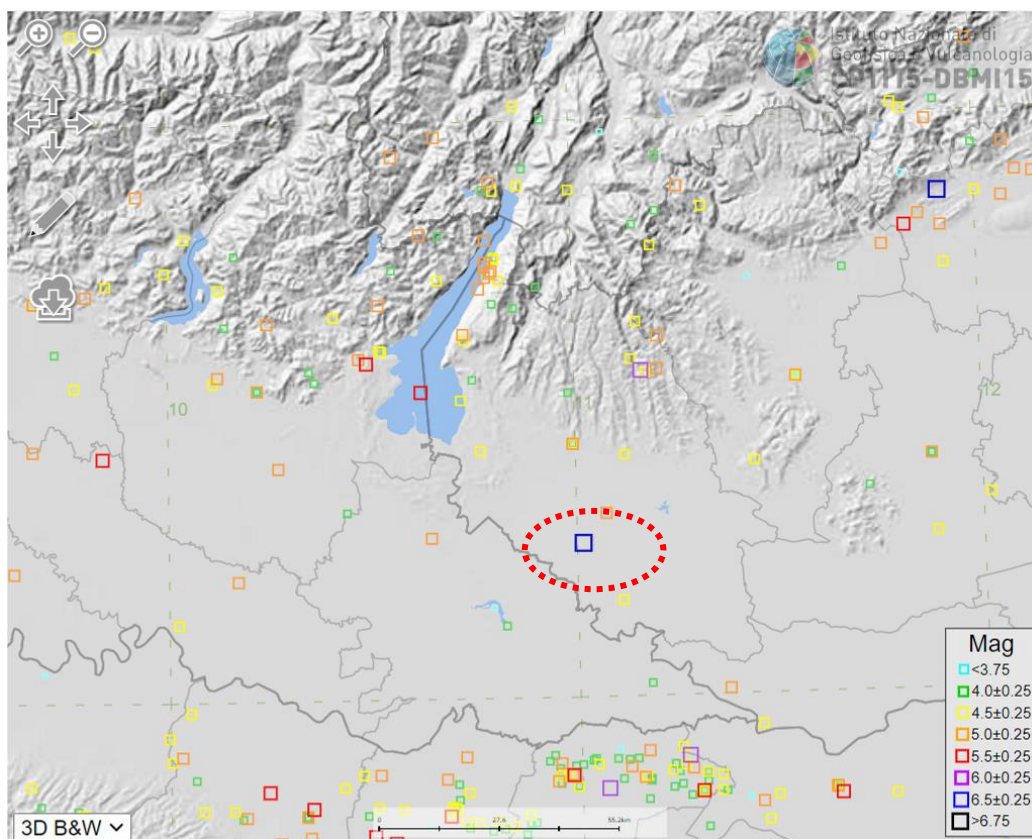 Istituto Nazionale di
Geofisica e Vulcanologia
CPTI15-DBMI15
10
11
12
Mag
<3.75
4.0±0.25
4.5±0.25
5.0±0.25
5.5±0.25
6.0±0.25
6.5±0.25
>6.75
0
27.6
55.2km
3D B&W